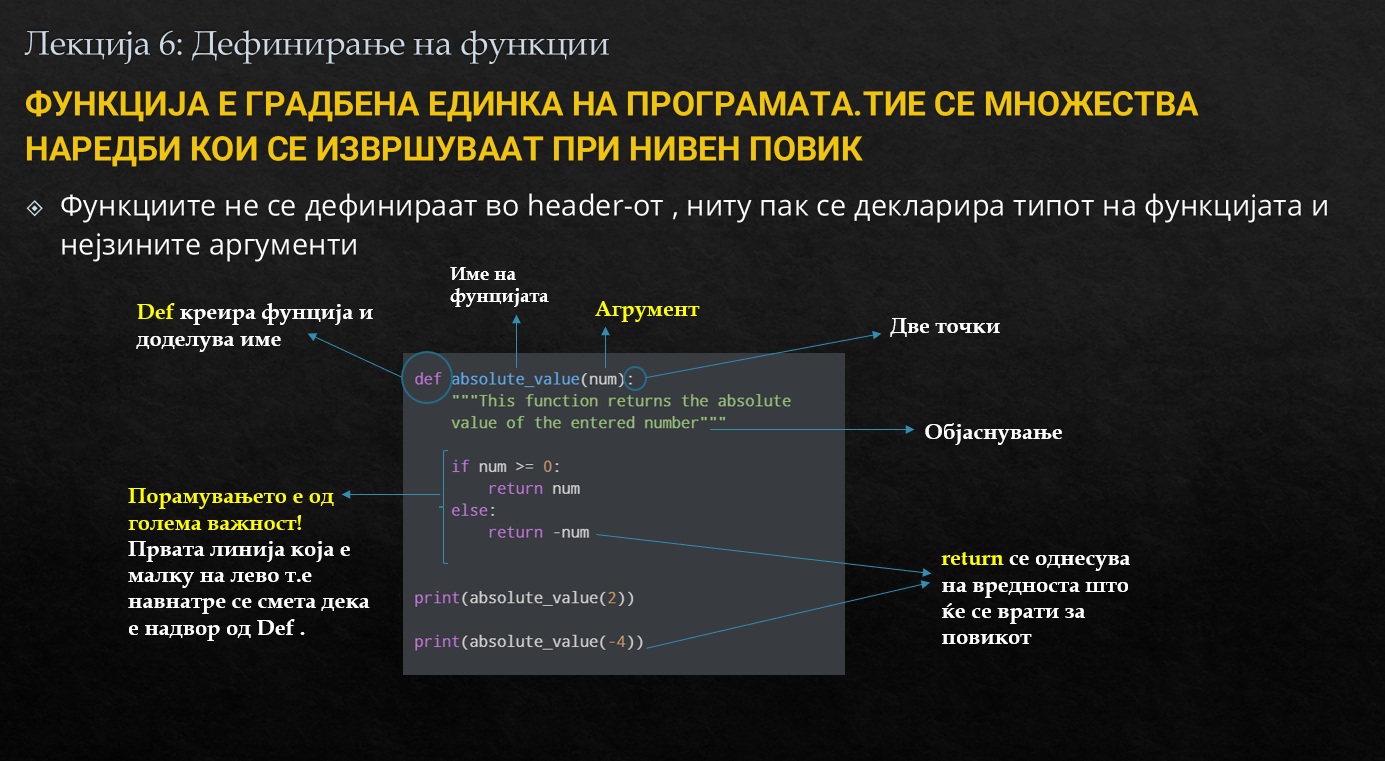 Лекција 6: Дефинирање на функции
ФУНКЦИЈА Е ГРАДБЕНА ЕДИНКА НА ПРОГРАМАТА.ТИЕ СЕ МНОЖЕСТВА
НАРЕДБИ КОИ СЕ ИЗВРШУВААТ ПРИ НИВЕН ПОВИК
Функциите не се дефинираат во header-от , ниту пак се декларира типот на функцијата и
нејзините аргументи
Име на
фунцијата
Def креира фунција и
доделува име
Агрумент
Две точки
def absolute_value(num):
"""This function returns the absolute
value of the entered number"""
Објаснување
if num >= 0:
return num
else:
return -num
Порамувањето е од
голема важност!
Првата линија која е
малку на лево т.е
навнатре се смета дека
е надвор од Def .
return се однесува
на вредноста што
ќе се врати за
повикот
print(absolute_value(2))
print(absolute_value(-4))